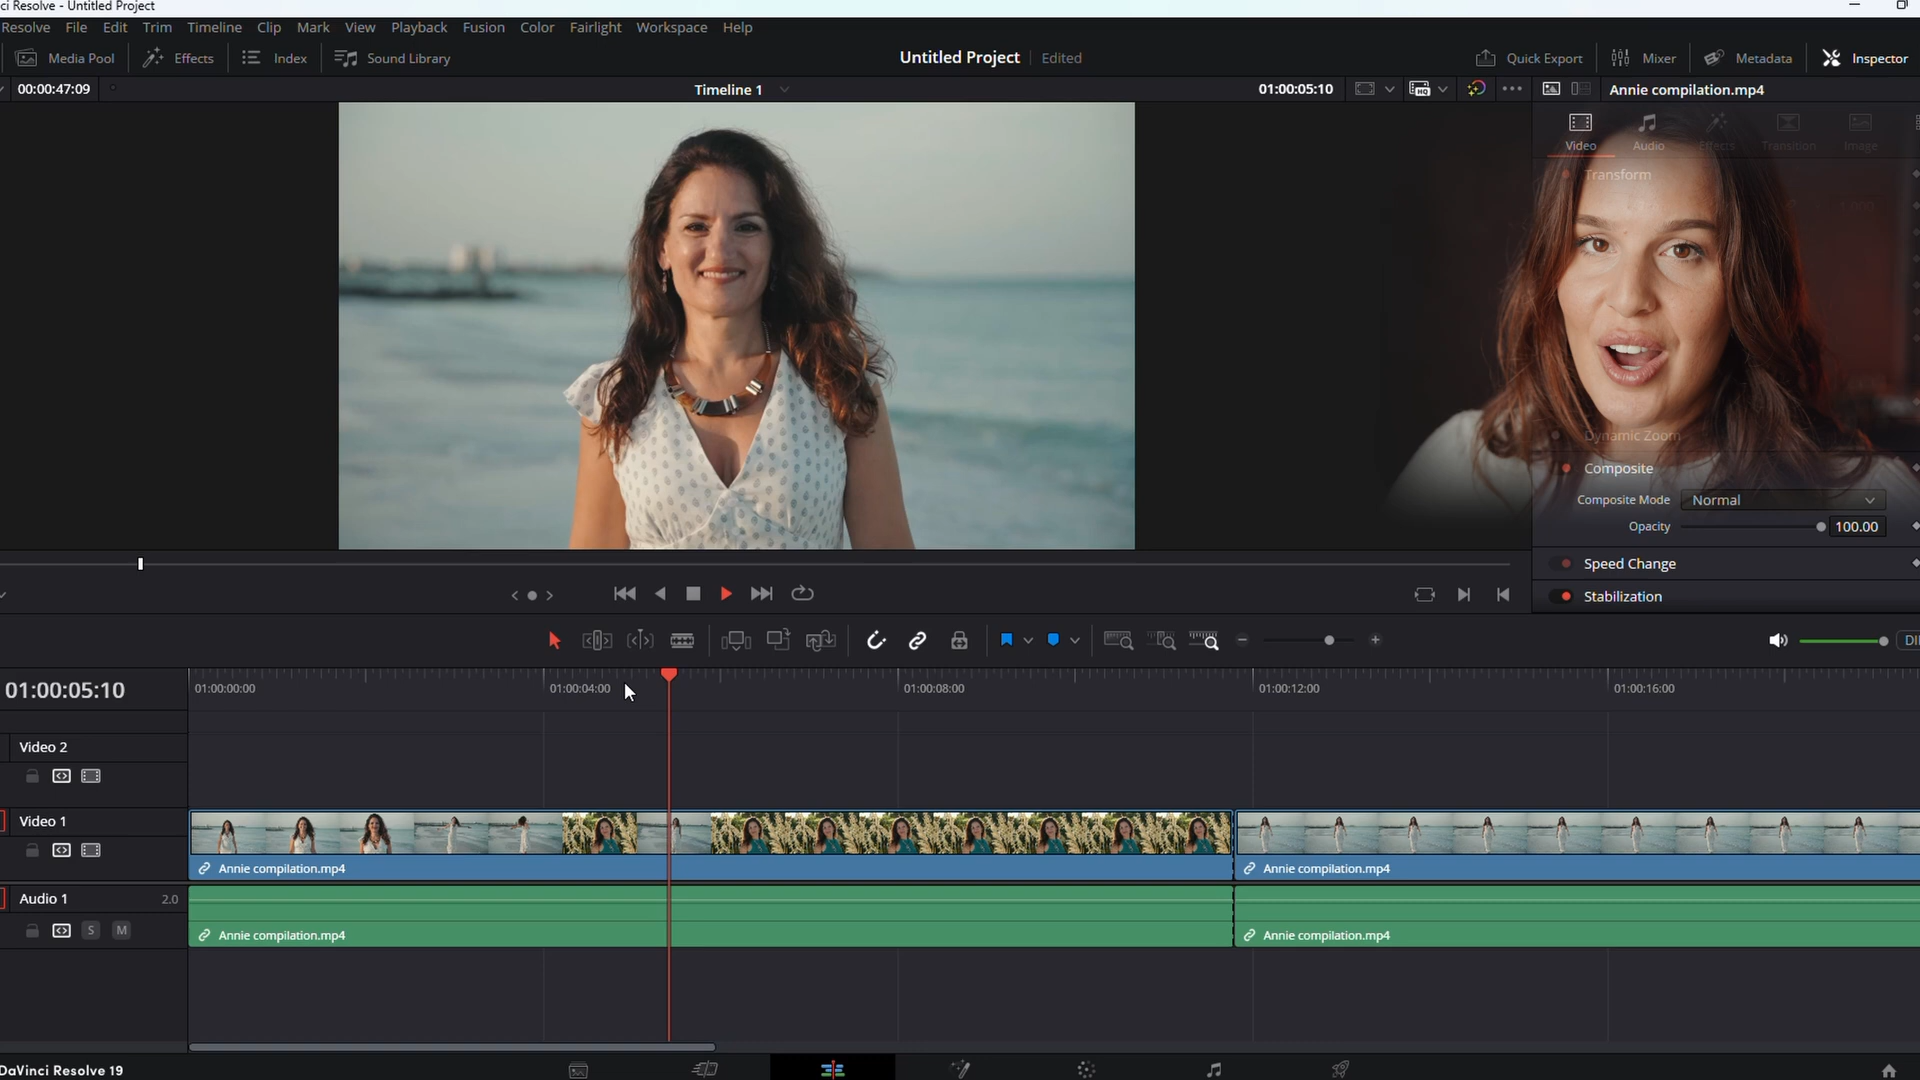 ci Resolve - Untitled Project
Resolve File Edit Trim Timeline Clip Mark View Playback Fusion Color Fairlight Workspace Help
Media Pool Effects Index Sound Library Untitled Project Edited Quick Export Mixer Metadata Inspector
00:00:47:09 Timeline 1 01:00:05:10 HQ Annie compilation.mp4
Video Audio Effects Transition Image
Transform
Dynamic Zoom
Composite
Composite Mode Normal
Opacity 100.00
Speed Change
Stabilization
DI
01:00:05:10 01:00:00:00 01:00:04:00 01:00:08:00 01:00:12:00 01:00:16:00
Video 2
Video 1
Annie compilation.mp4 Annie compilation.mp4
Audio 1 2.0
S M
Annie compilation.mp4 Annie compilation.mp4
DaVinci Resolve 19